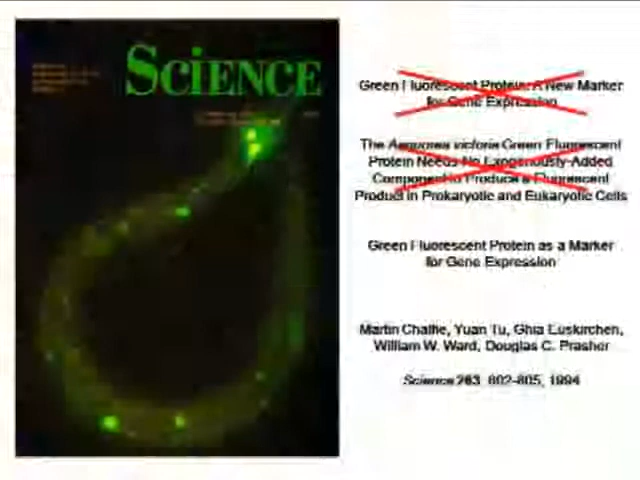 SCIENCE
Green Fluorescent Protein: A New Marker
for Gene Expression
The Aequorea victoria Green Fluorescent
Protein Needs No Exogenously-Added
Component to Produce a Fluorescent
Product in Prokaryotic and Eukaryotic Cells
Green Fluorescent Protein as a Marker
for Gene Expression
Martin Chalfie, Yuan Tu, Ghia Euskirchen,
William W. Ward, Douglas C. Prasher
Science 263, 802-805, 1994